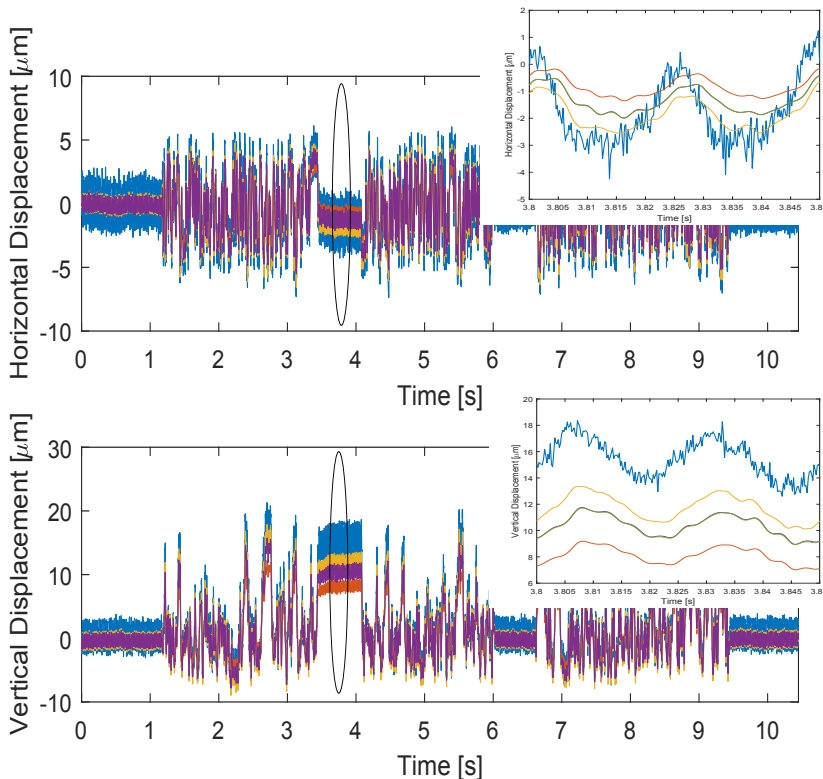 Horizontal Displacement [μm]
10
5
0
-5
-10
0 1 2 3 4 5 6 7 8 9 10
Time [s]
Horizontal Displacement [μm]
2
1
0
-1
-2
-3
-4
-5
3.8 3.805 3.81 3.815 3.82 3.825 3.83 3.835 3.84 3.845 3.8
Time [s]
Vertical Displacement [μm]
30
20
10
0
-10
0 1 2 3 4 5 6 7 8 9 10
Time [s]
Vertical Displacement [μm]
20
18
16
14
12
10
8
6
3.8 3.805 3.81 3.815 3.82 3.825 3.83 3.835 3.84 3.845 3.8
Time [s]